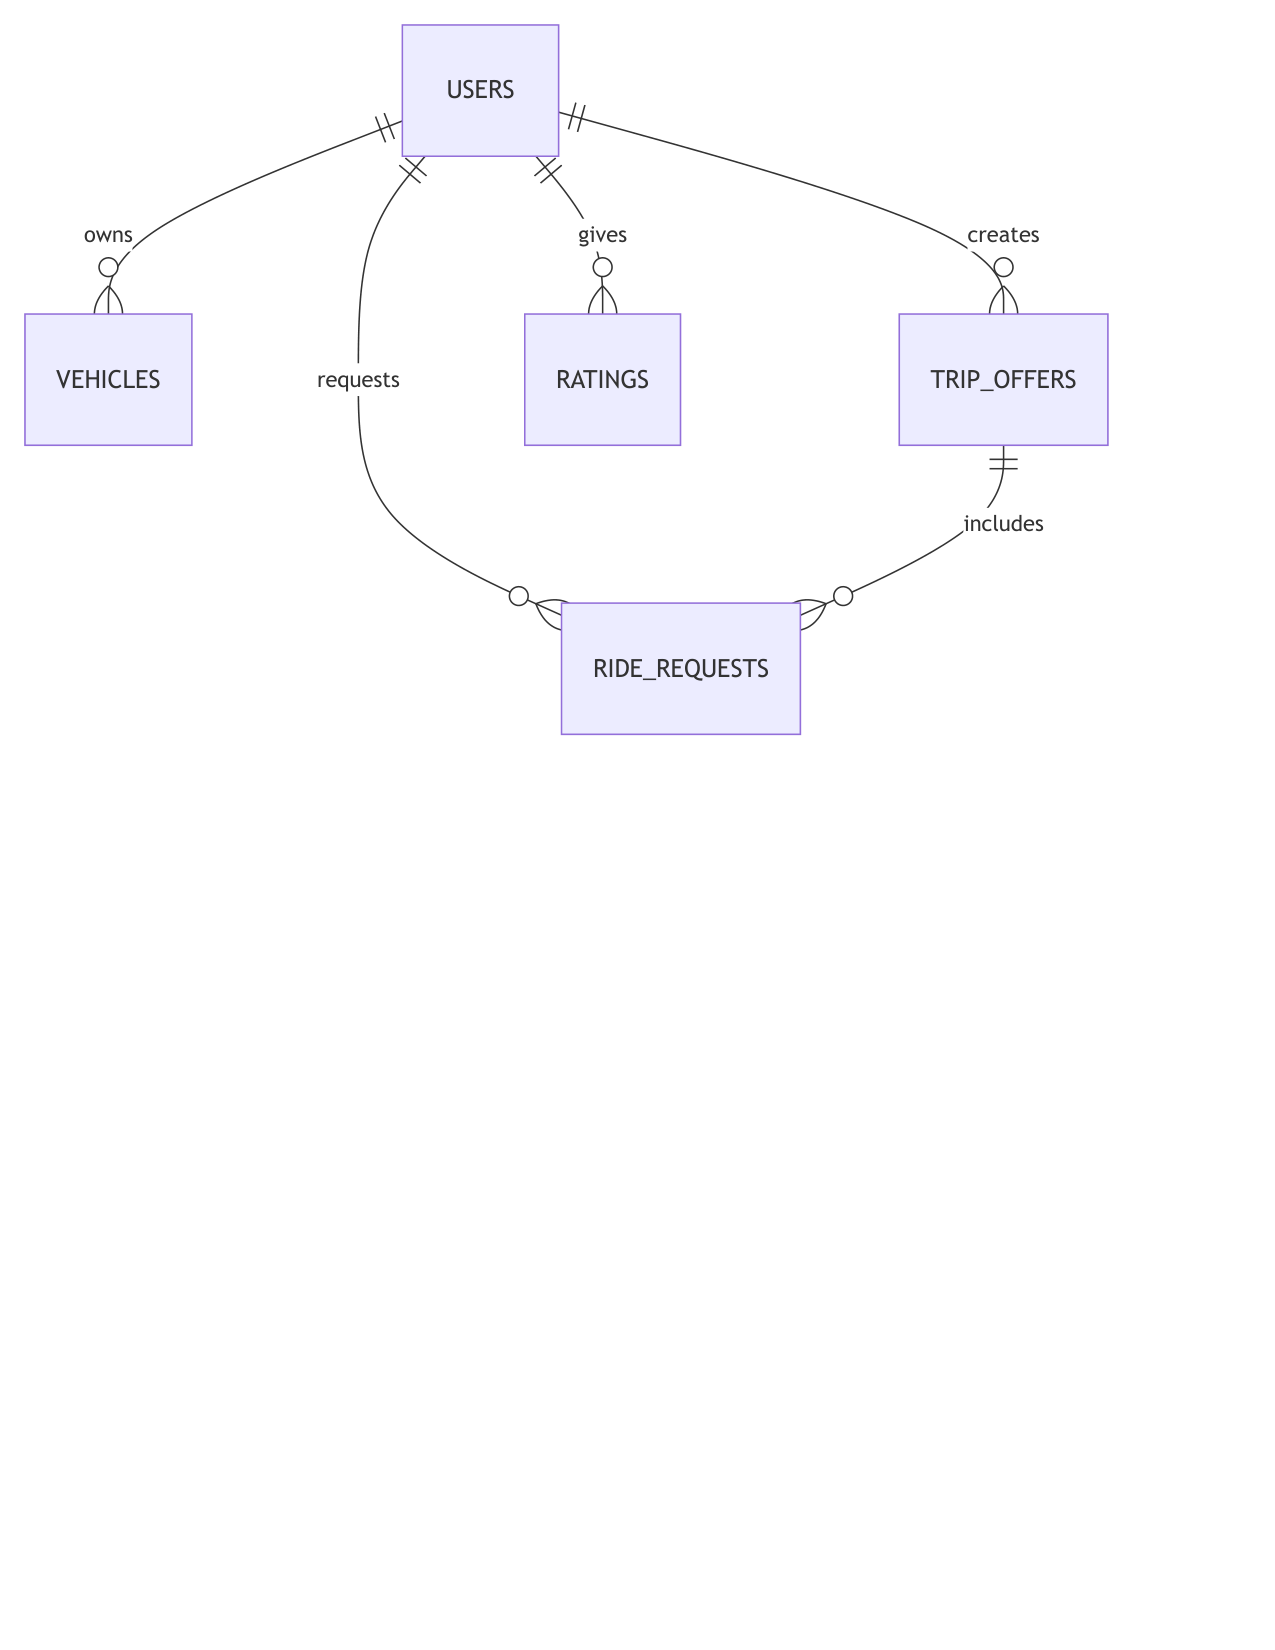 USERS
owns
gives
creates
VEHICLES
requests
RATINGS
TRIP_OFFERS
includes
RIDE_REQUESTS